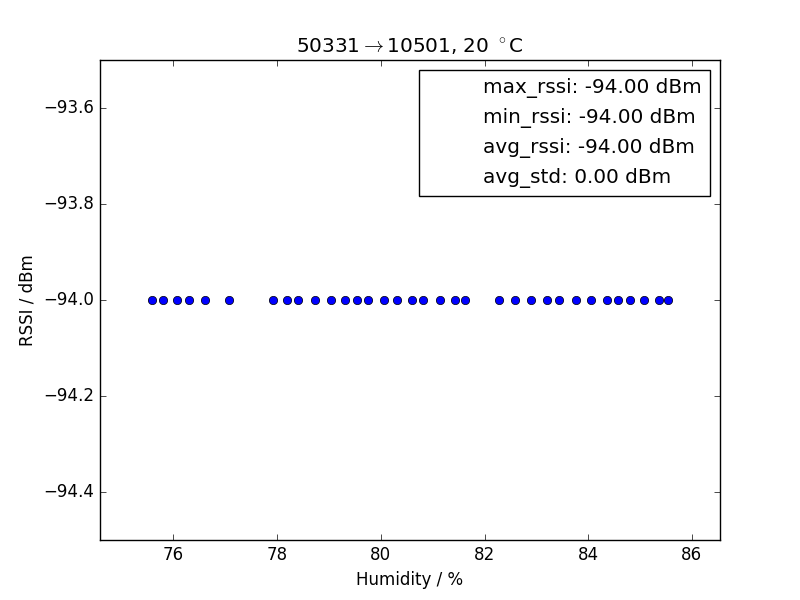 50331→10501, 20 °C
max_rssi: -94.00 dBm
min_rssi: -94.00 dBm
avg_rssi: -94.00 dBm
avg_std: 0.00 dBm
−93.6
−93.8
−94.0
−94.2
−94.4
RSSI / dBm
76 78 80 82 84 86
Humidity / %